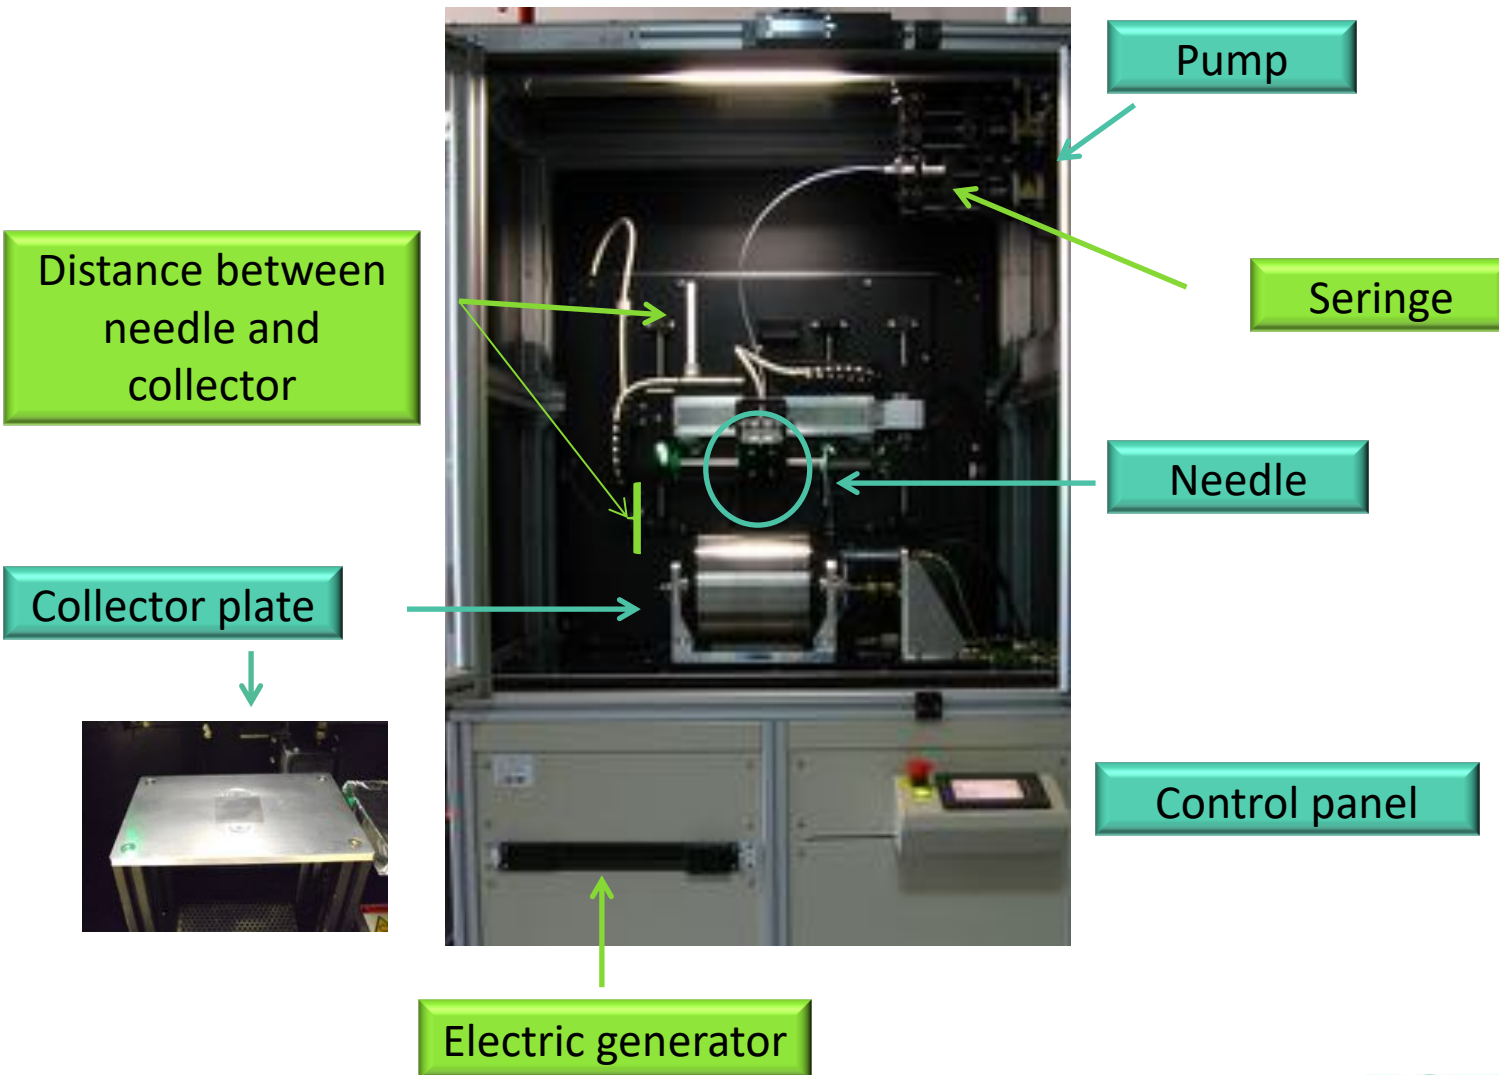 Pump
Distance between
needle and
collector
Seringe
Needle
Collector plate
Control panel
Electric generator